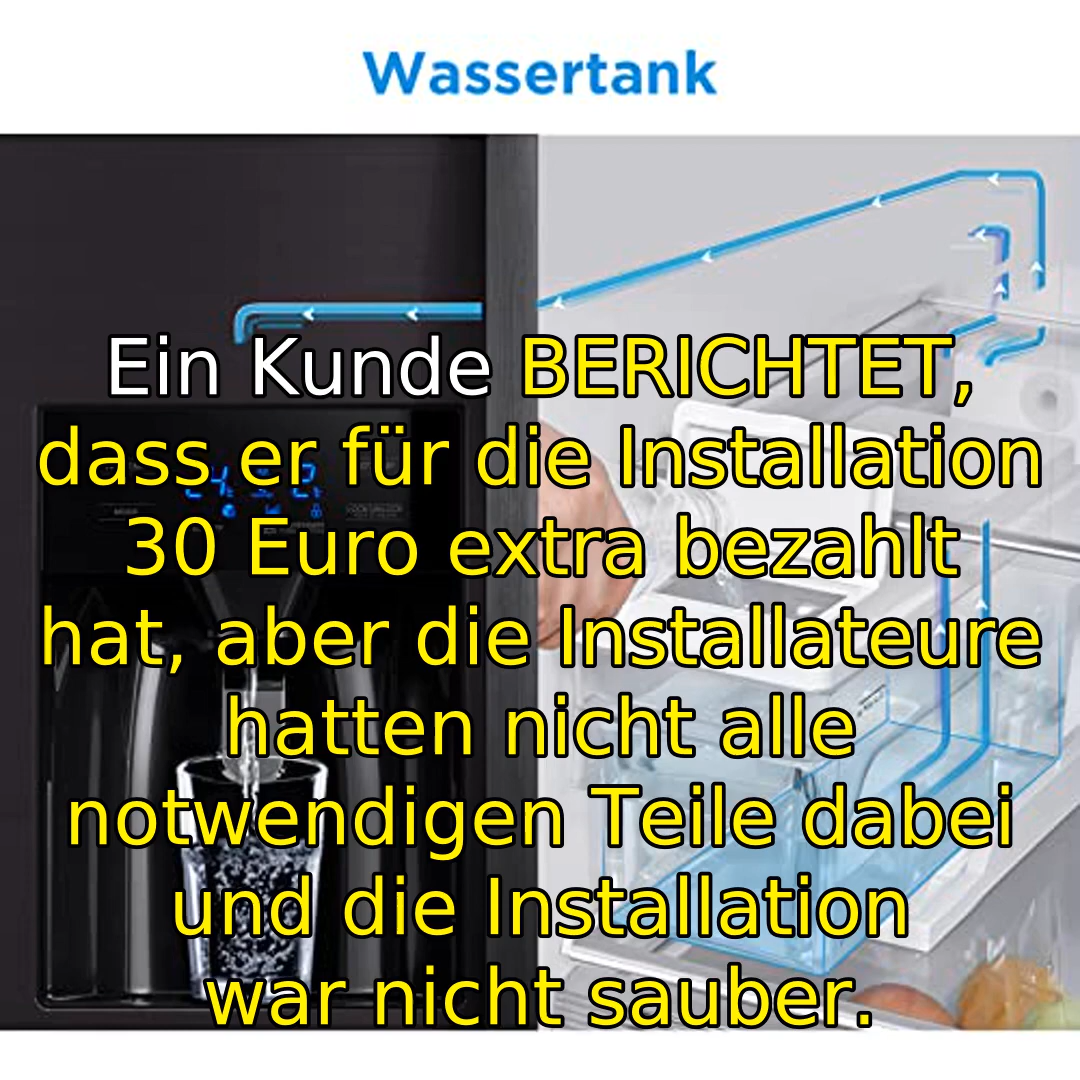 Wassertank
Ein Kunde BERICHTET,
dass er für die Installation
30 Euro extra bezahlt
hat, aber die Installateure
hatten nicht alle
notwendigen Teile dabei
und die Installation
war nicht sauber.